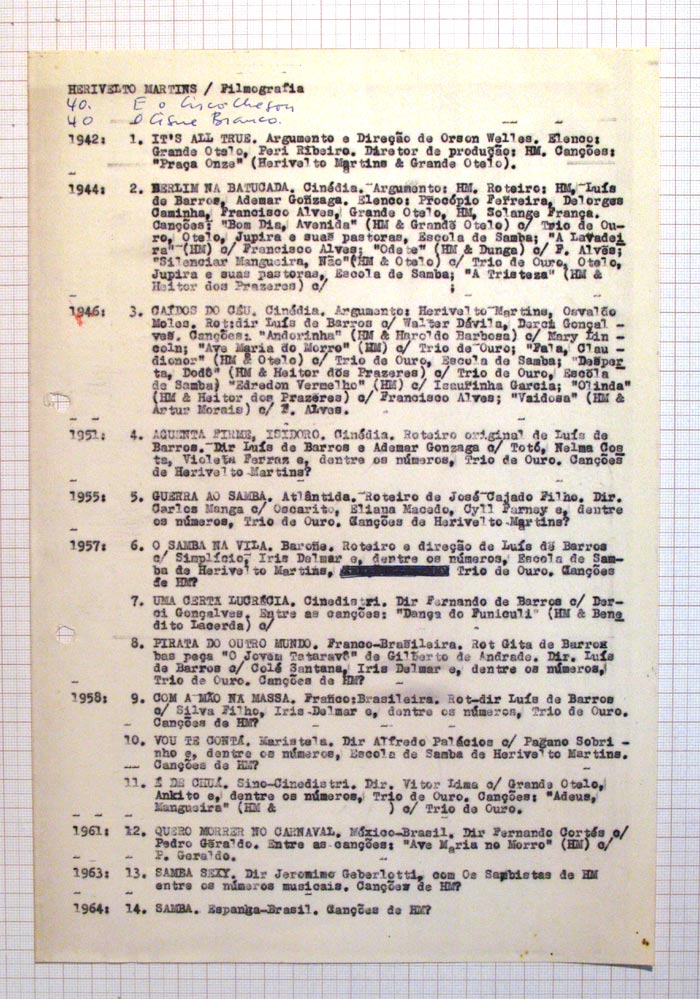 HERIVELTO MARTINS / Filmografia
40. E o Circo Chegou
40 O Cisne Branco.
1942: 1. IT'S ALL TRUE. Argumento e Direção de Orson Welles. Elenco:
Grande Otelo, Peri Ribeiro. Diretor de produção: HM. Canções:
"Praça Onze" (Herivelto Martins & Grande Otelo).
1944: 2. BERLIM NA BATUCADA. Cinédia. Argumento: HM. Roteiro: HM, Luís
de Barros, Ademar Gonzaga. Elenco: Procópio Ferreira, Delorges
Caminha, Francisco Alves, Grande Otelo, HM, Solange França.
Canções: "Bom Dia, Avenida" (HM & Grande Otelo) c/ Trio de Ou-
ro, Otelo, Jupira e suas pastoras, Escola de Samba; "A Lavadei
ra" (HM) c/ Francisco Alves; "Odete" (HM & Dunga) c/ F. Alves;
"Silenciar Mangueira, Não"(HM & Otelo) c/ Trio de Ouro, Otelo,
Jupira e suas pastoras, Escola de Samba; "A Tristeza" (HM &
Heitor dos Prazeres) c/ ;
1946: 3. CAÍDOS DO CÉU. Cinédia. Argumento: Herivelto Martins, Osvaldo
Moles. Rot:dir Luís de Barros c/ Walter Dávila, Dercí Gonçal -
ves. Canções: "Andorinha" (HM & Haroldo Barbosa) c/ Mary Lin -
coln; "Ave Maria do Morro" (HM) c/ Trio de Ouro; "Fala, Clau -
dionor" (HM & Otelo) c/ Trio de Ouro, Escola de Samba; "Desper
ta, Dodô" (HM & Heitor dos Prazeres) c/ Trio de Ouro, Escola
de Samba; "Edredon Vermelho" (HM) c/ Isaurinha Garcia; "Olinda"
(HM & Heitor dos Prazeres) c/ Francisco Alves; "Vaidosa" (HM &
Artur Morais) c/ F. Alves.
1951: 4. AGUENTA FIRME, ISIDORO. Cinédia. Roteiro original de Luís de
Barros. Dir Luís de Barros e Ademar Gonzaga c/ Totó, Nelma Cos
ta, Violeta Ferraz e, dentre os números, Trio de Ouro. Canções
de Herivelto Martins?
1955: 5. GUERRA AO SAMBA. Atlântida. Roteiro de José Cajado Filho. Dir.
Carlos Manga c/ Oscarito, Eliana Macedo, Cyll Farney e, dentre
os números, Trio de Ouro. Canções de Herivelto Martins?
1957: 6. O SAMBA NA VILA. Barone. Roteiro e direção de Luís de Barros
c/ Simplício, Iris Delmar e, dentre os números, Escola de Sam-
ba de Herivelto Martins, Trio de Ouro. Canções
de HM?
7. UMA CERTA LUCRÉCIA. Cinedistri. Dir Fernando de Barros c/ Der-
ci Gonçalves. Entre as canções: "Dança do Funiculi" (HM & Bene
dito Lacerda) c/
8. PIRATA DO OUTRO MUNDO. Franco-Brasileira. Rot Gita de Barros
bas peça "O Jovem Tataravô" de Gilberto de Andrade. Dir. Luís
de Barros c/ Colé Santana, Iris Delmar e, dentre os números,
Trio de Ouro. Canções de HM?
1958: 9. COM A MÃO NA MASSA. Franco:Brasileira. Rot-dir Luís de Barros
c/ Silva Filho, Iris Delmar e, dentre os números, Trio de Ouro.
Canções de HM?
10. VOU TE CONTÁ. Maristela. Dir Alfredo Palácios c/ Pagano Sobri -
nho e, dentre os números, Escola de Samba de Herivelto Martins.
Canções de HM?
11. É DE CHUÁ. Sino-Cinedistri. Dir. Vitor Lima c/ Grande Otelo,
Ankito e, dentre os números, Trio de Ouro. Canções: "Adeus,
Mangueira" (HM & ) c/ Trio de Ouro.
1961: 12. QUERO MORRER NO CARNAVAL. México-Brasil. Dir Fernando Cortés c/
Pedro Geraldo. Entre as canções: "Ave Maria no Morro" (HM) c/
P. Geraldo.
1963: 13. SAMBA SEXY. Dir Jeronimo Geberlotti, com Os Sambistas de HM
entre os números musicais. Canções de HM?
1964: 14. SAMBA. Espanga-Brasil. Canções de HM?